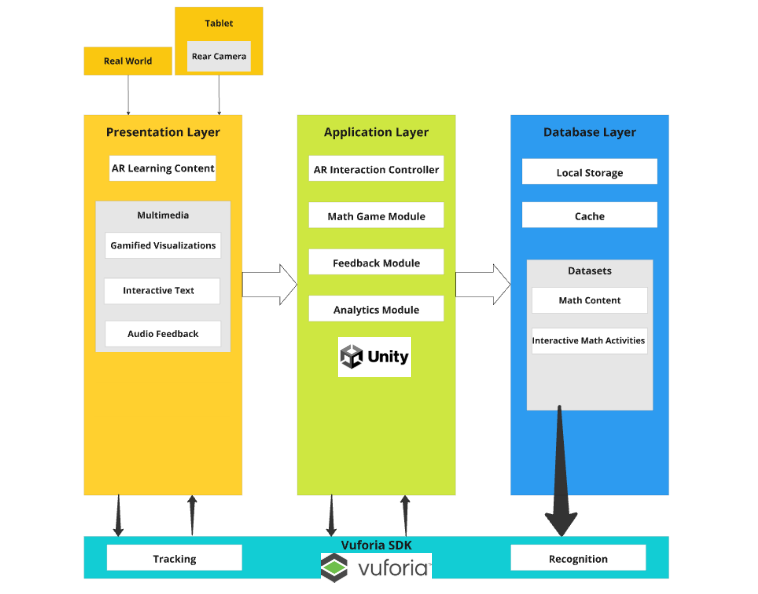 Tablet
Rear Camera
Real World
Presentation Layer
AR Learning Content
Multimedia
Gamified Visualizations
Interactive Text
Audio Feedback
Application Layer
AR Interaction Controller
Math Game Module
Feedback Module
Analytics Module
Unity
Database Layer
Local Storage
Cache
Datasets
Math Content
Interactive Math Activities
Vuforia SDK
Tracking
vuforia™
Recognition